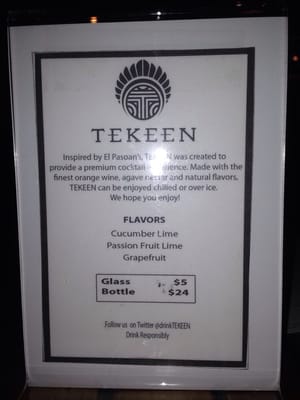 TEKEEN
Inspired by El Pasoan's, TEKEEN was created to
provide a premium cocktail experience. Made with the
finest orange wine, agave nectar and natural flavors.
TEKEEN can be enjoyed chilled or over ice.
We hope you enjoy!
FLAVORS
Cucumber Lime
Passion Fruit Lime
Grapefruit
Glass $5
Bottle $24
Follow us on Twitter @drinkTEKEEN
Drink Responsibly